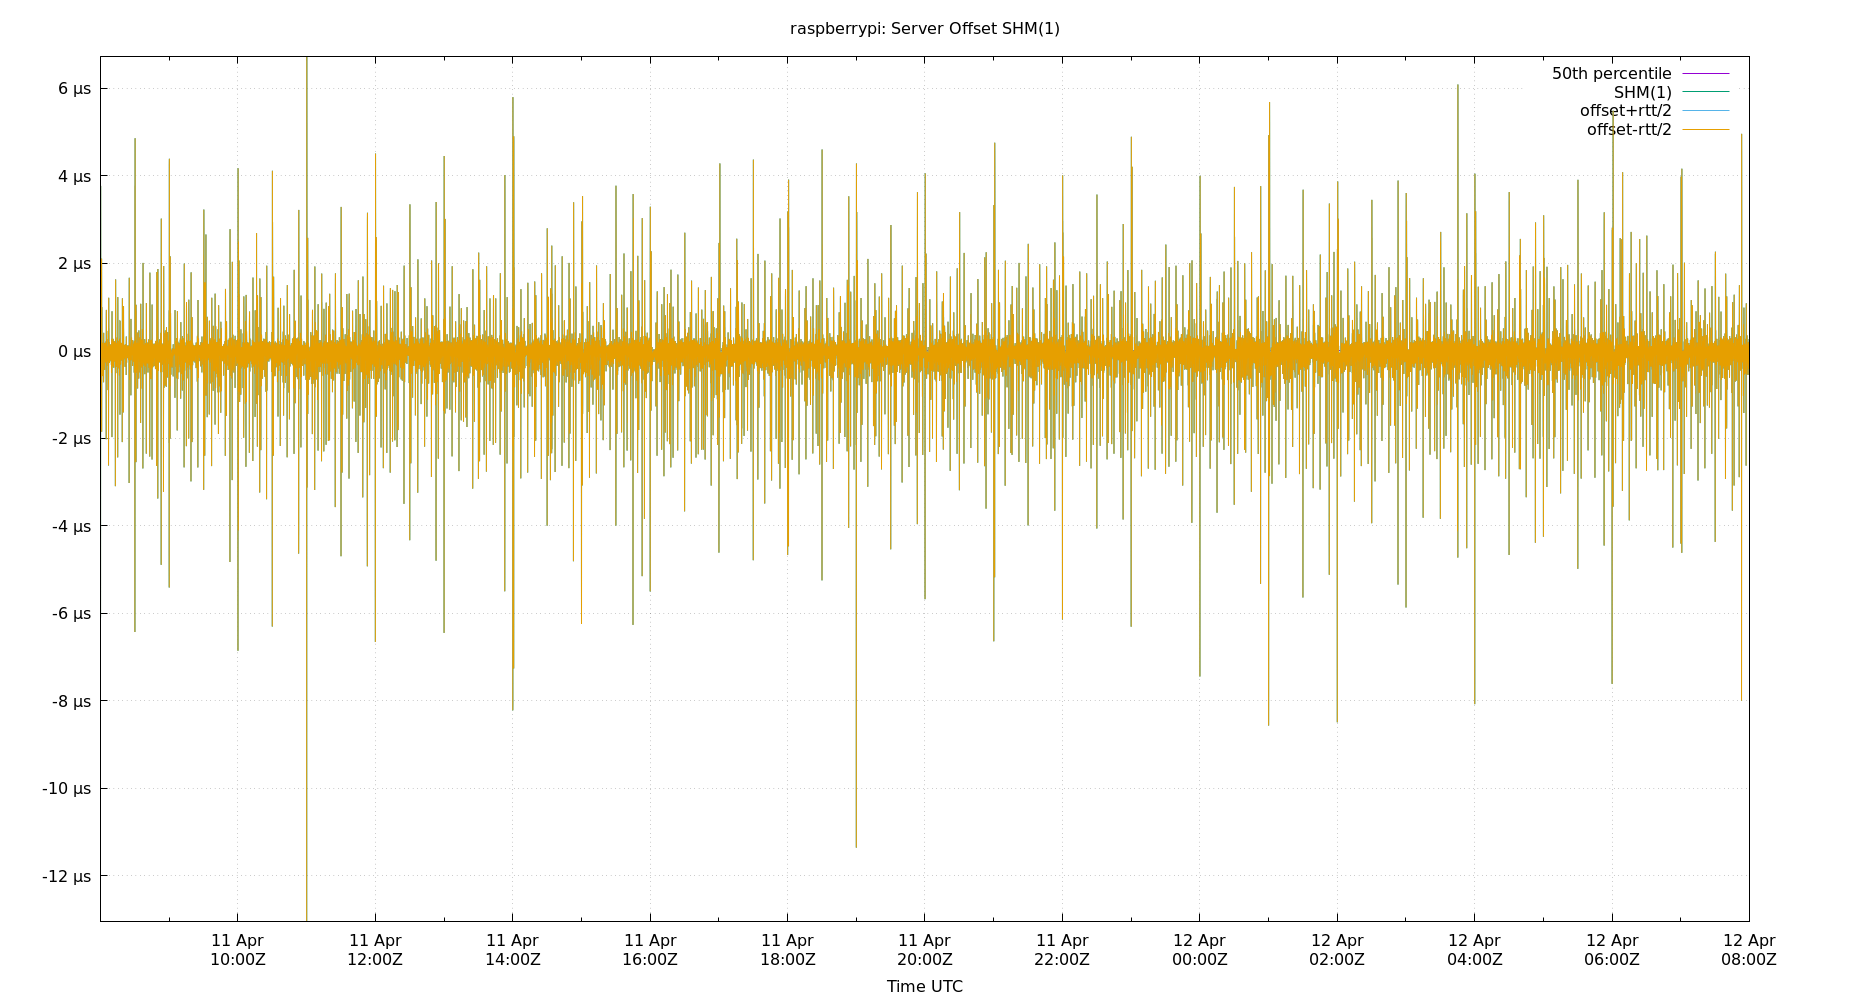 raspberrypi: Server Offset SHM(1)
50th percentile
SHM(1)
offset+rtt/2
offset-rtt/2
6 µs
4 µs
2 µs
0 µs
-2 µs
-4 µs
-6 µs
-8 µs
-10 µs
-12 µs
11 Apr 11 Apr 11 Apr 11 Apr 11 Apr 11 Apr 11 Apr 12 Apr 12 Apr 12 Apr 12 Apr 12 Apr
10:00Z 12:00Z 14:00Z 16:00Z 18:00Z 20:00Z 22:00Z 00:00Z 02:00Z 04:00Z 06:00Z 08:00Z
Time UTC